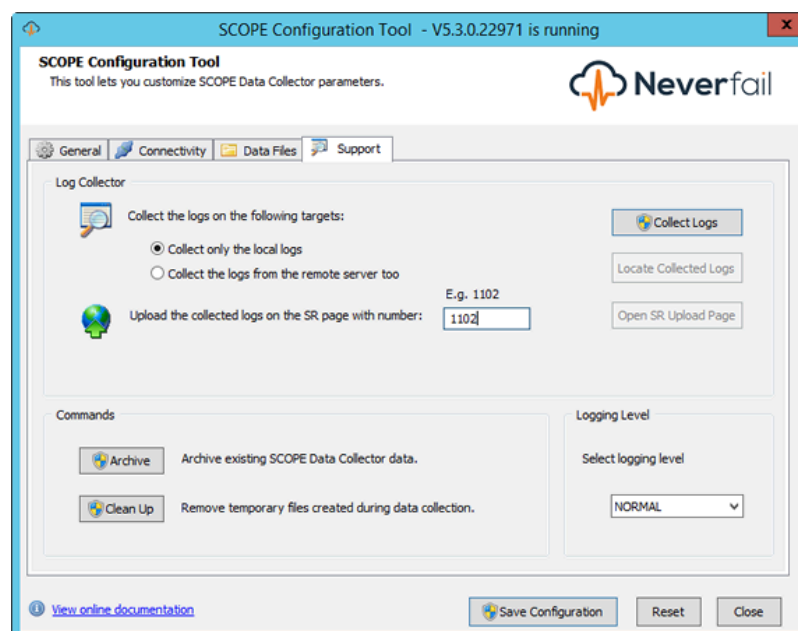 SCOPE Configuration Tool - V5.3.0.22971 is running
x
SCOPE Configuration Tool
This tool lets you customize SCOPE Data Collector parameters.
Neverfail
General Connectivity Data Files Support
Log Collector
Collect the logs on the following targets:
Collect Logs
Collect only the local logs
Collect the logs from the remote server too
Locate Collected Logs
E.g. 1102
Upload the collected logs on the SR page with number: 1102 Open SR Upload Page
Commands
Archive Archive existing SCOPE Data Collector data.
Clean Up Remove temporary files created during data collection.
Logging Level
Select logging level
NORMAL
View online documentation Save Configuration Reset Close